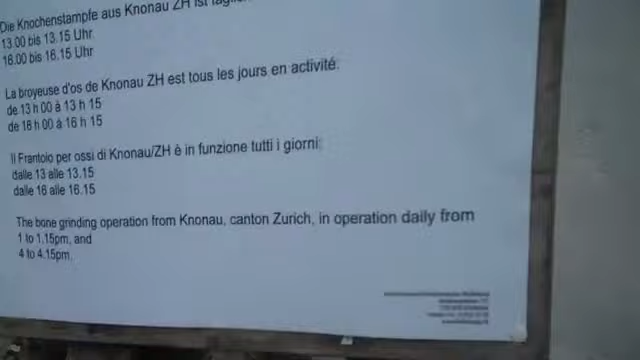 Die Knochenstampfe aus Knonau ZH ist
13.00 bis 13.15 Uhr
16.00 bis 16.15 Uhr
La broyeuse d'os de Knonau ZH est tous les jours en activité:
de 13 h 00 à 13 h 15
de 16 h 00 à 16 h 15
Il Frantoio per ossi di Knonau/ZH è in funzione tutti i giorni:
dalle 13 alle 13.15
dalle 16 alle 16.15
The bone grinding operation from Knonau, canton Zurich, in operation daily from
1 to 1.15pm, and
4 to 4.15pm.